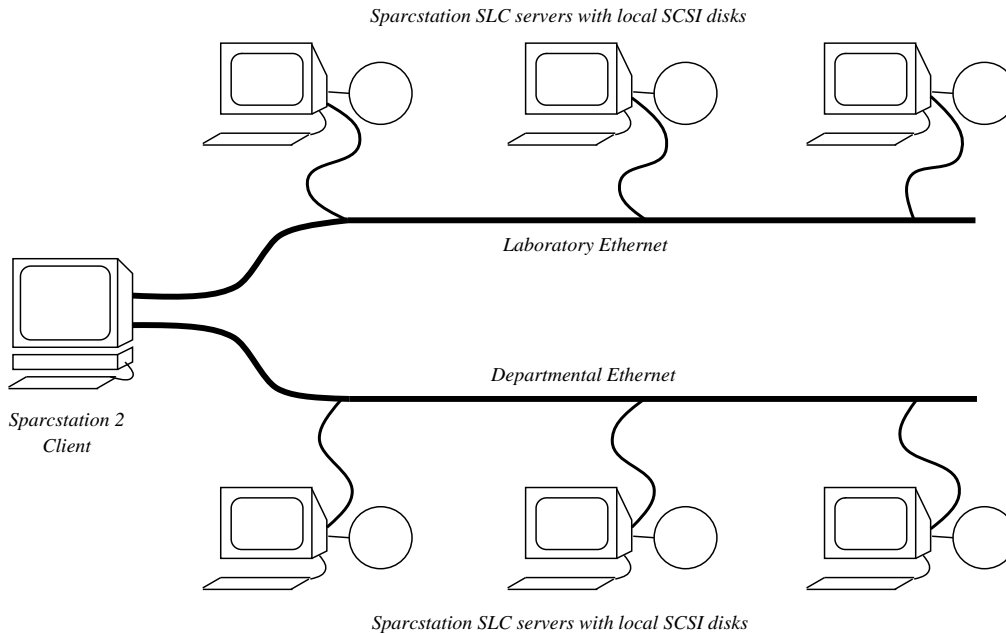 Sparcstation SLC servers with local SCSI disks
Laboratory Ethernet
Departmental Ethernet
Sparcstation 2
Client
Sparcstation SLC servers with local SCSI disks